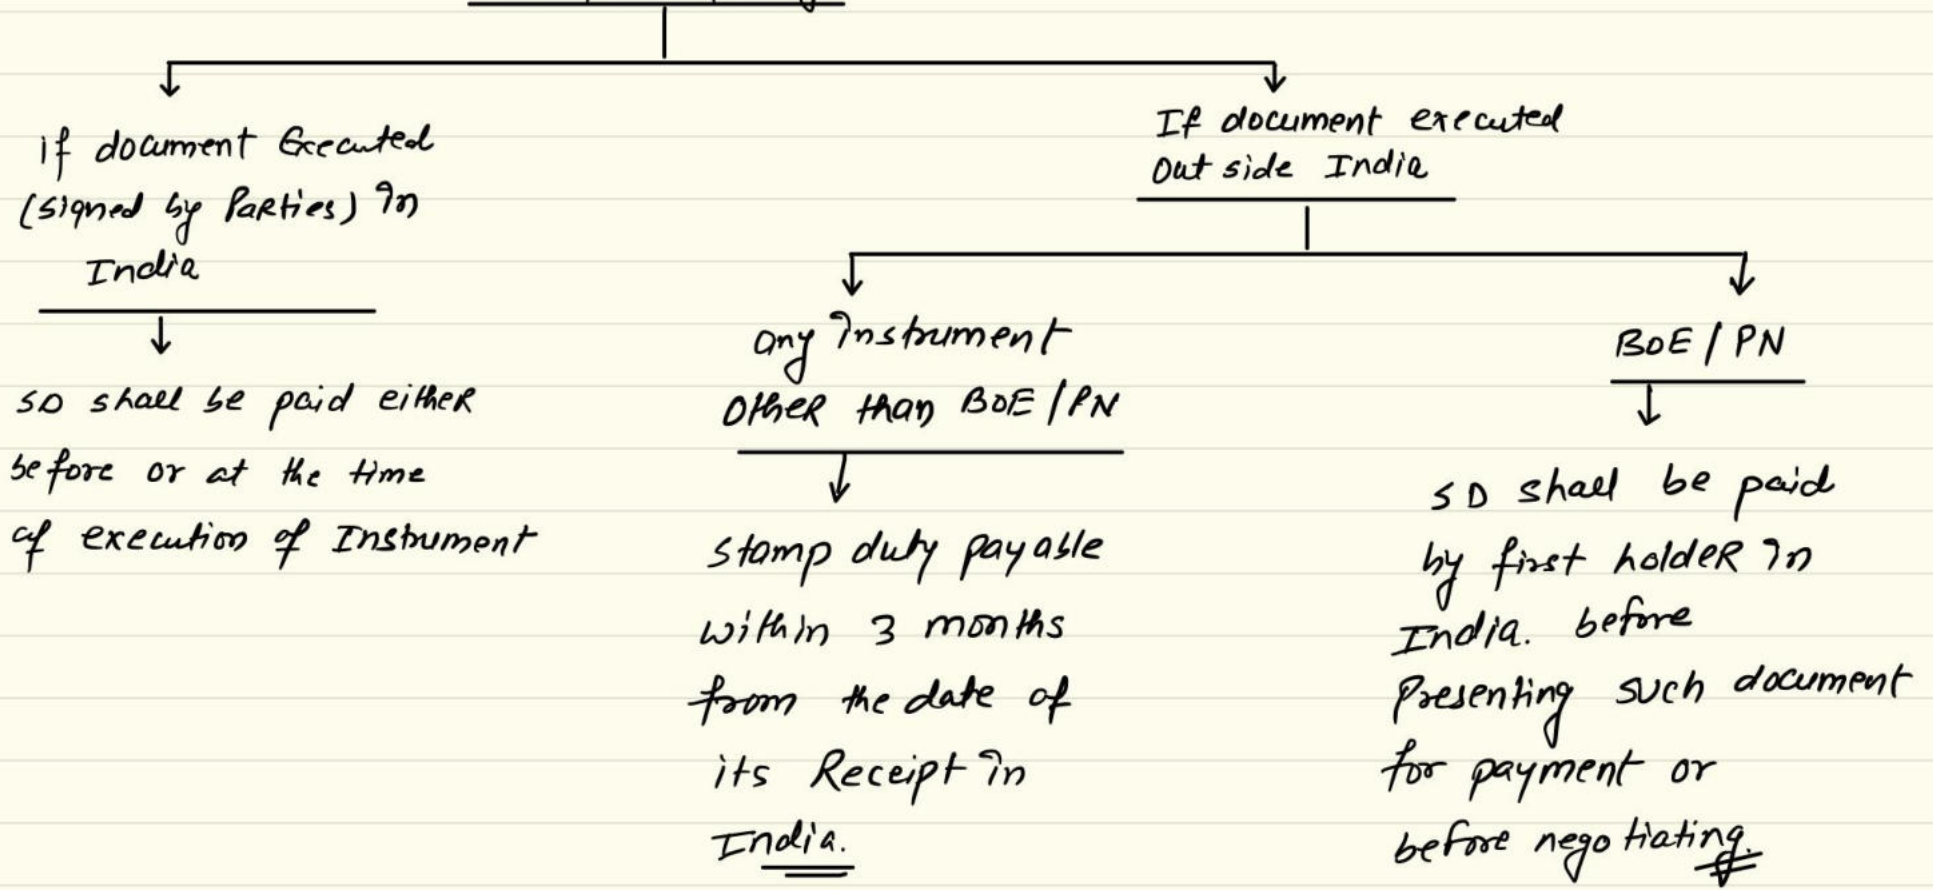 if document Executed
(signed by Parties) in
India
SD shall be paid either
before or at the time
of execution of Instrument
If document executed
Out side India
any instrument
Other than BOE/PN
stamp duty payable
within 3 months
from the date of
its Receipt in
India.
BOE/PN
SD shall be paid
by first holder in
India. before
Presenting such document
for payment or
before negotiating.